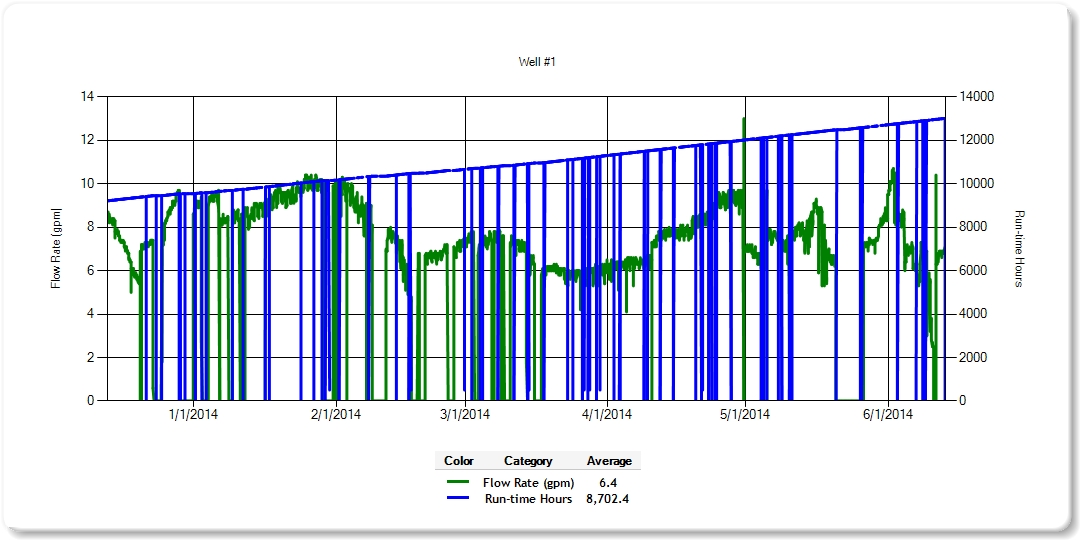 Well #1
14
12
10
8
6
4
2
0
Flow Rate (gpm)
14000
12000
10000
8000
6000
4000
2000
0
Run-time Hours
1/1/2014 2/1/2014 3/1/2014 4/1/2014 5/1/2014 6/1/2014
Color Category Average
Flow Rate (gpm) 6.4
Run-time Hours 8,702.4